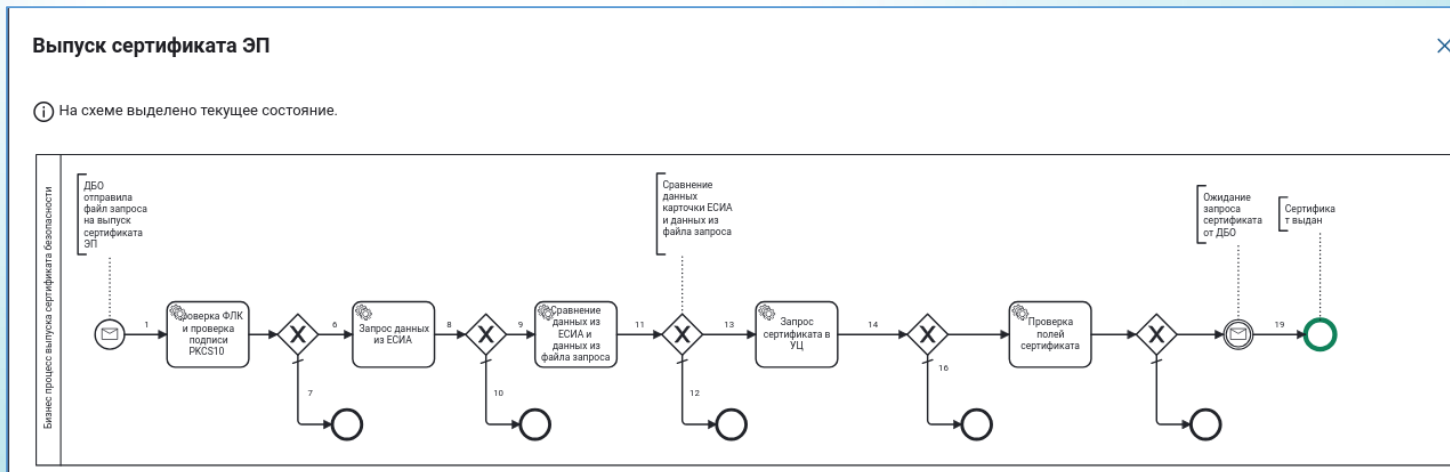 Выпуск сертификата ЭП
На схеме выделено текущее состояние.
Бизнес процесс выпуска сертификата безопасности
ДБО
отправила
файл запроса
на выпуск
сертификата
ЭП
Сравнение
данных
карточки ЕСИА
и данных из
файла запроса
Ожидание
запроса
сертификата
от ДБО
Сертифика
т выдан
1
роверка ФЛК
и проверка
подписи
PKCS10
X
6
Запрос данных
из ЕСИА
8
X
9
Сравнение
данных из
ЕСИА и
данных из
файла запроса
11
X
13
Запрос
сертификата в
УЦ
14
X
Проверка
полей
сертификата
X
19
7
10
12
16